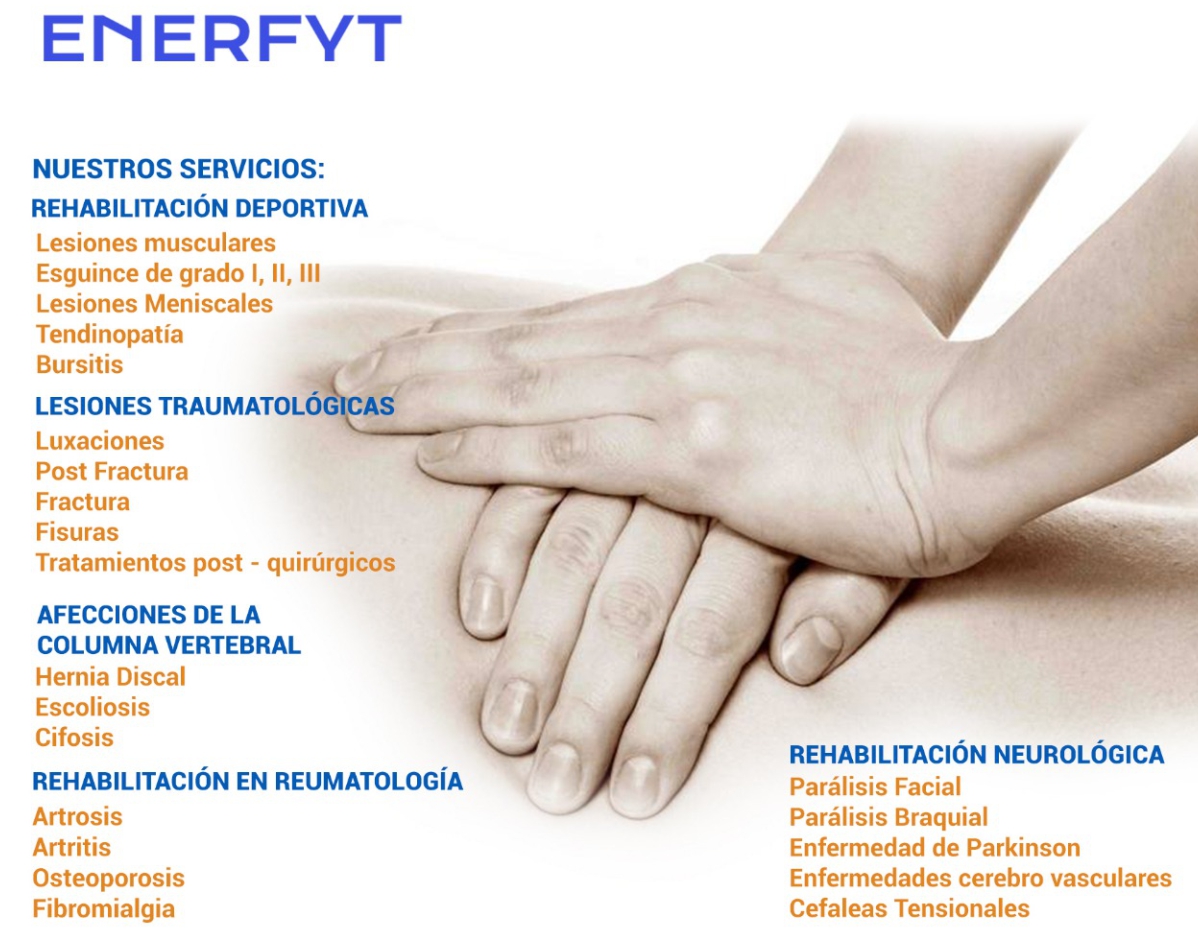 ENERFYT
NUESTROS SERVICIOS:
REHABILITACIÓN DEPORTIVA
Lesiones musculares
Esguince de grado I, II, III
Lesiones Meniscales
Tendinopatía
Bursitis
LESIONES TRAUMATOLÓGICAS
Luxaciones
Post Fractura
Fractura
Fisuras
Tratamientos post - quirúrgicos
AFECCIONES DE LA
COLUMNA VERTEBRAL
Hernia Discal
Escoliosis
Cifosis
REHABILITACIÓN EN REUMATOLOGÍA
Artrosis
Artritis
Osteoporosis
Fibromialgia
REHABILITACIÓN NEUROLÓGICA
Parálisis Facial
Parálisis Braquial
Enfermedad de Parkinson
Enfermedades cerebro vasculares
Cefaleas Tensionales